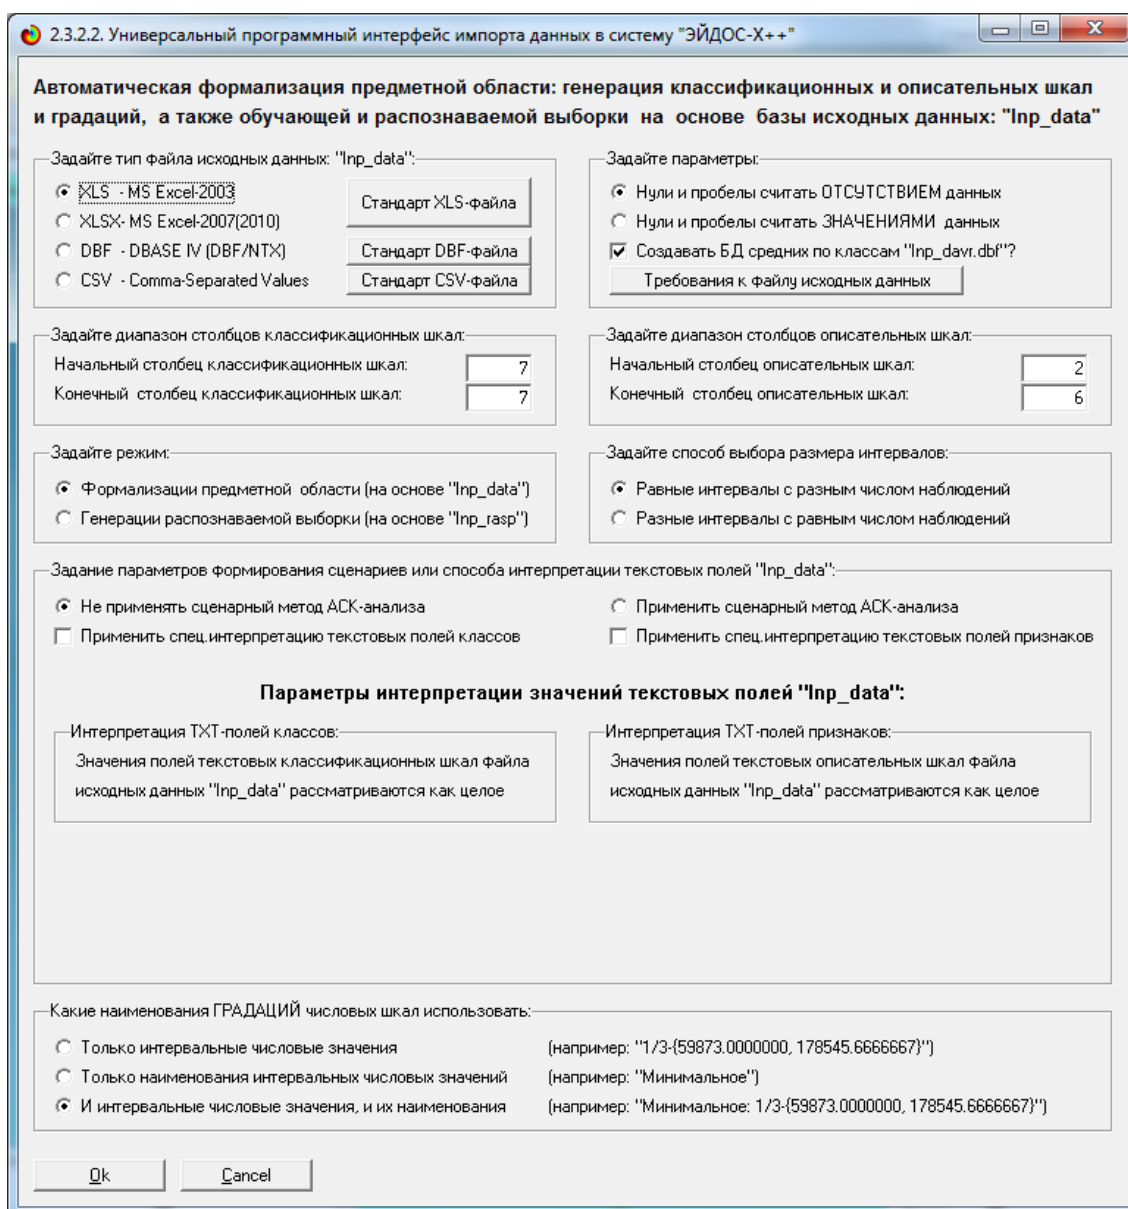 2.3.2.2. Универсальный программный интерфейс импорта данных в систему "ЭЙДОС-X++"
Автоматическая формализация предметной области: генерация классификационных и описательных шкал
и градаций, а также обучающей и распознаваемой выборки на основе базы исходных данных: "Inp_data"
Задайте тип файла исходных данных: "Inp_data":
XLS - MS Excel-2003
XLSX- MS Excel-2007(2010)
DBF - DBASE IV (DBF/NTX)
CSV - Comma-Separated Values
Стандарт XLS-файла
Стандарт DBF-файла
Стандарт CSV-файла
Задайте параметры:
Нули и пробелы считать ОТСУТСТВИЕМ данных
Нули и пробелы считать ЗНАЧЕНИЯМИ данных
Создавать БД средних по классам "Inp_davr.dbf"?
Требования к файлу исходных данных
Задайте диапазон столбцов классификационных шкал:
Начальный столбец классификационных шкал: 7
Конечный столбец классификационных шкал: 7
Задайте диапазон столбцов описательных шкал:
Начальный столбец описательных шкал: 2
Конечный столбец описательных шкал: 6
Задайте режим:
Формализации предметной области (на основе "Inp_data")
Генерации распознаваемой выборки (на основе "Inp_rasp")
Задайте способ выбора размера интервалов:
Равные интервалы с разным числом наблюдений
Разные интервалы с равным числом наблюдений
Задание параметров формирования сценариев или способа интерпретации текстовых полей "Inp_data":
Не применять сценарный метод АСК-анализа
Применить спец.интерпретацию текстовых полей классов
Применить сценарный метод АСК-анализа
Применить спец.интерпретацию текстовых полей признаков
Параметры интерпретации значений текстовых полей "Inp_data":
Интерпретация TXT-полей классов:
Значения полей текстовых классификационных шкал файла
исходных данных "Inp_data" рассматриваются как целое
Интерпретация TXT-полей признаков:
Значения полей текстовых описательных шкал файла
исходных данных "Inp_data" рассматриваются как целое
Какие наименования ГРАДАЦИЙ числовых шкал использовать:
Только интервальные числовые значения (например: "1/3-{59873.0000000, 178545.6666667}")
Только наименования интервальных числовых значений (например: "Минимальное")
И интервальные числовые значения, и их наименования (например: "Минимальное: 1/3-{59873.0000000, 178545.6666667}")
Ok
Cancel